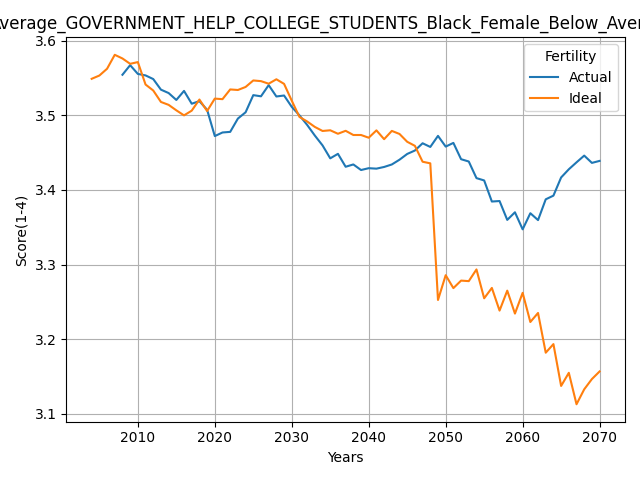 verage_GOVERNMENT_HELP_COLLEGE_STUDENTS_Black_Female_Below_Aver
3.6
3.5
3.4
3.3
3.2
3.1
Score(1-4)
Fertility
Actual
Ideal
2010 2020 2030 2040 2050 2060 2070
Years